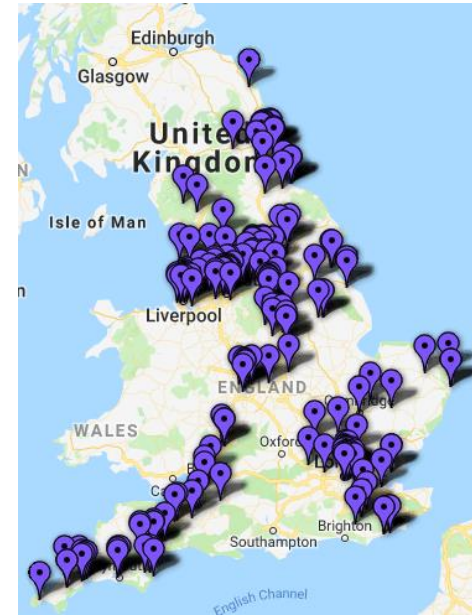 Edinburgh
Glasgow
United
Kingdom
Isle of Man
Liverpool
ENGLAND
WALES
Oxford
Southampton
Brighton
English Channel